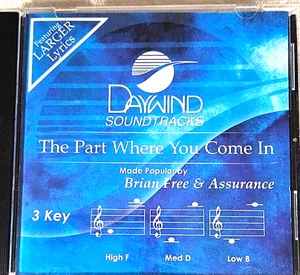 Featuring
LARGER
Lyrics
DAYWIND
SOUNDTRACKS
The Part Where You Come In
Made Popular by
Brian Free & Assurance
3 Key
High F
Med D
Low B